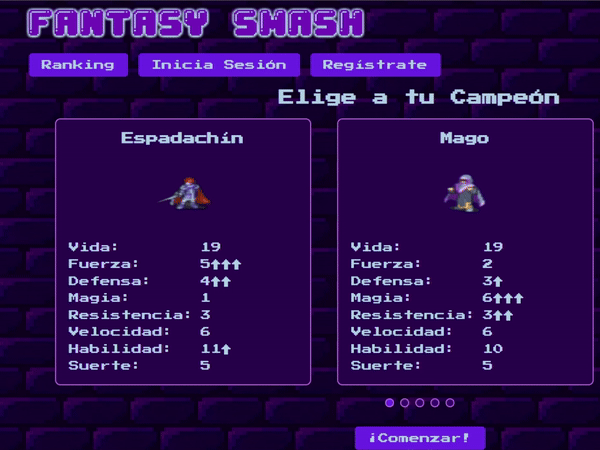 FANTASY SMASH
Ranking Inicia Sesión Regístrate
Elige a tu Campeón
Espadachín
Vida: 19
Fuerza: 5↑↑↑
Defensa: 4↑↑
Magia: 1
Resistencia: 3
Velocidad: 6
Habilidad: 11↑
Suerte: 5
Mago
Vida: 19
Fuerza: 2
Defensa: 3↑
Magia: 6↑↑↑
Resistencia: 3↑↑
Velocidad: 6
Habilidad: 10
Suerte: 5
¡Comenzar!